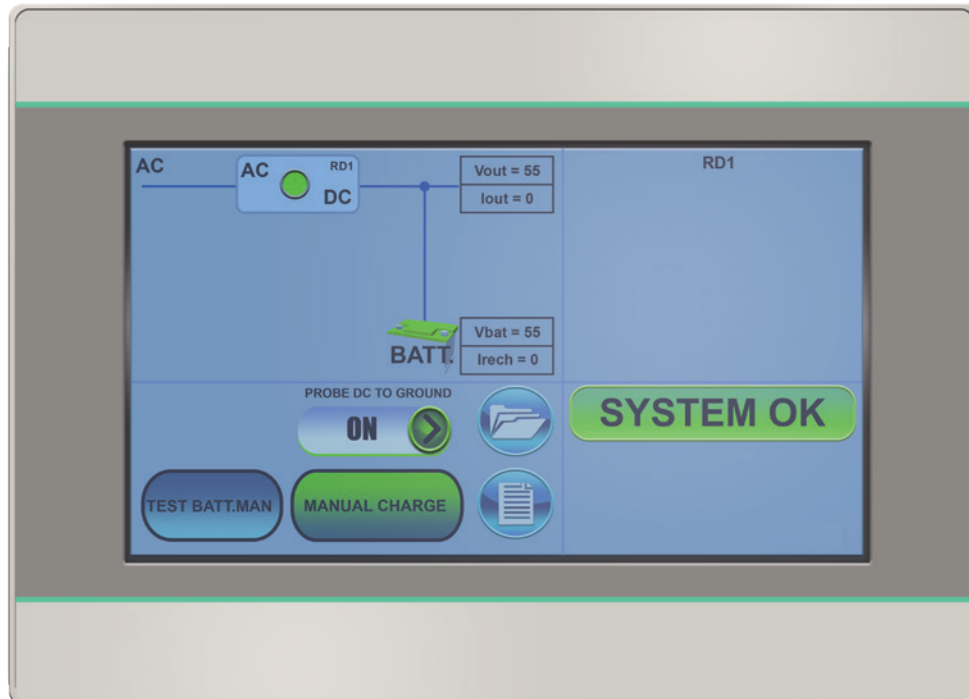 AC
AC
RD1
DC
Vout = 55
Iout = 0
RD1
BATT.
Vbat = 55
Irech = 0
PROBE DC TO GROUND
ON
SYSTEM OK
TEST BATT.MAN
MANUAL CHARGE